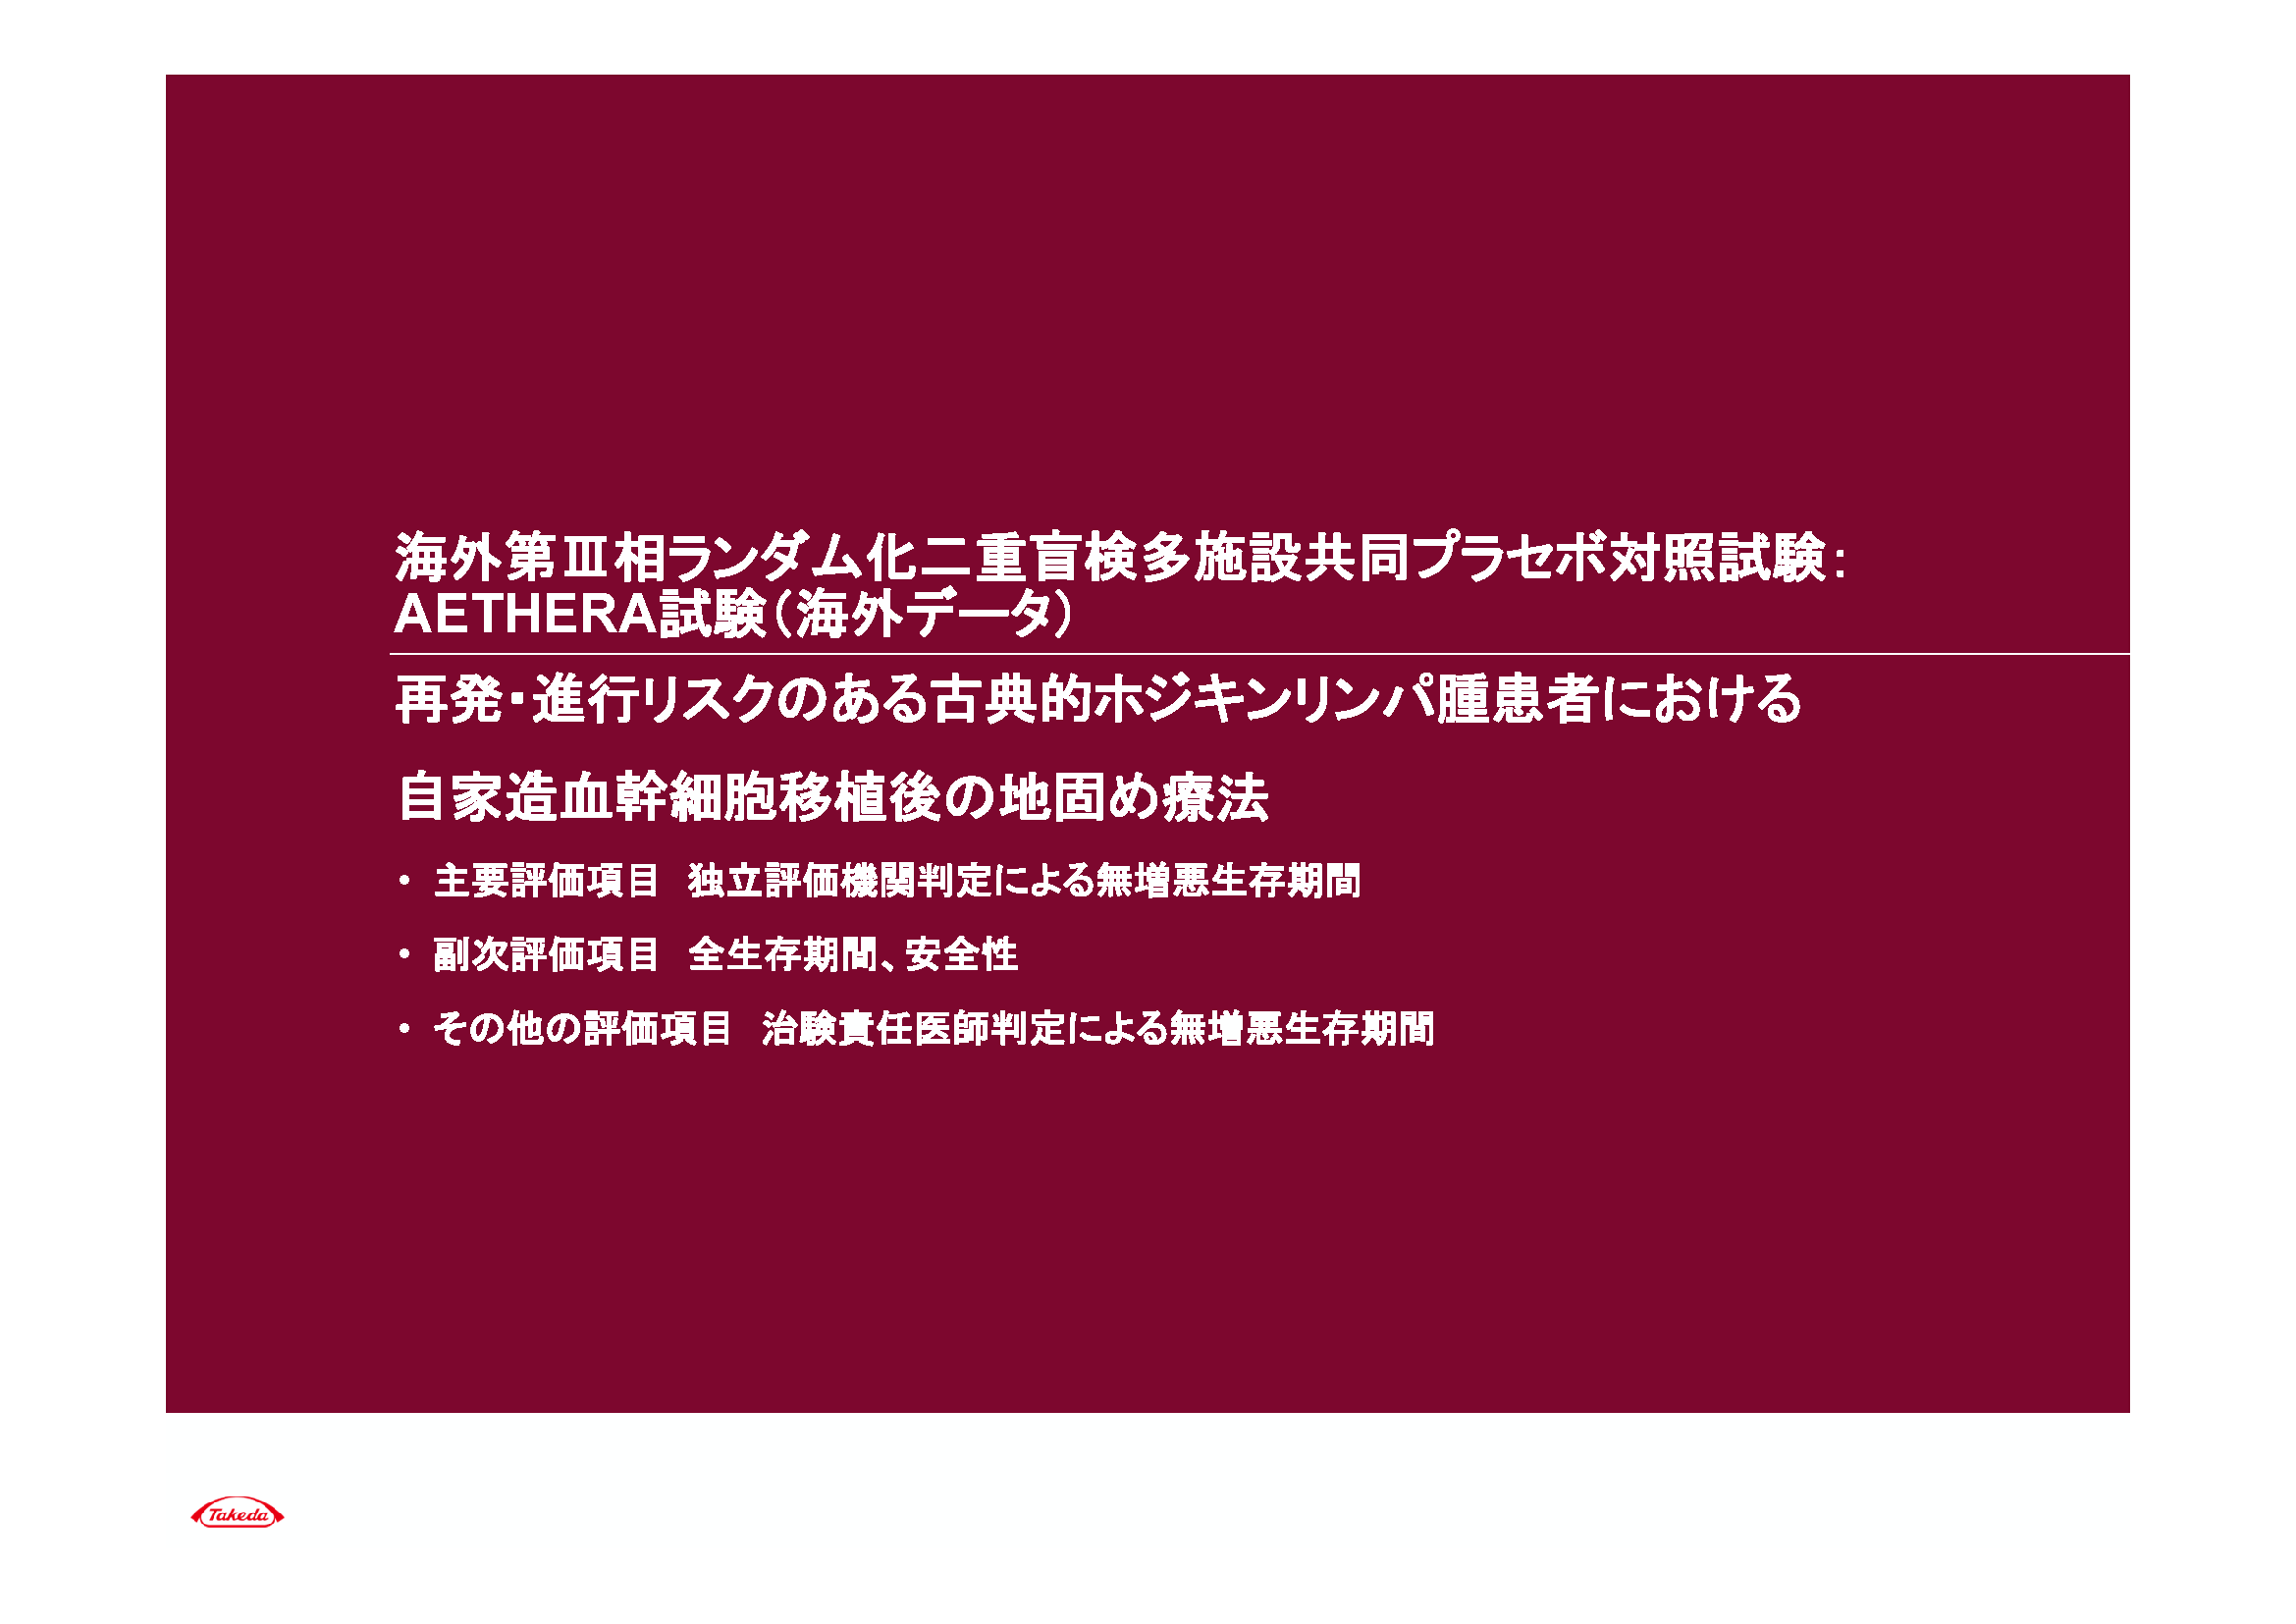 海外第Ⅲ相ランダム化二重盲検多施設共同プラセボ対照試験：
AETHERA試験（海外データ）
再発・進行リスクのある古典的ホジキンリンパ腫患者における
自家造血幹細胞移植後の地固め療法
• 主要評価項目　独立評価機関判定による無増悪生存期間
• 副次評価項目　全生存期間、安全性
• その他の評価項目　治験責任医師判定による無増悪生存期間
Takeda